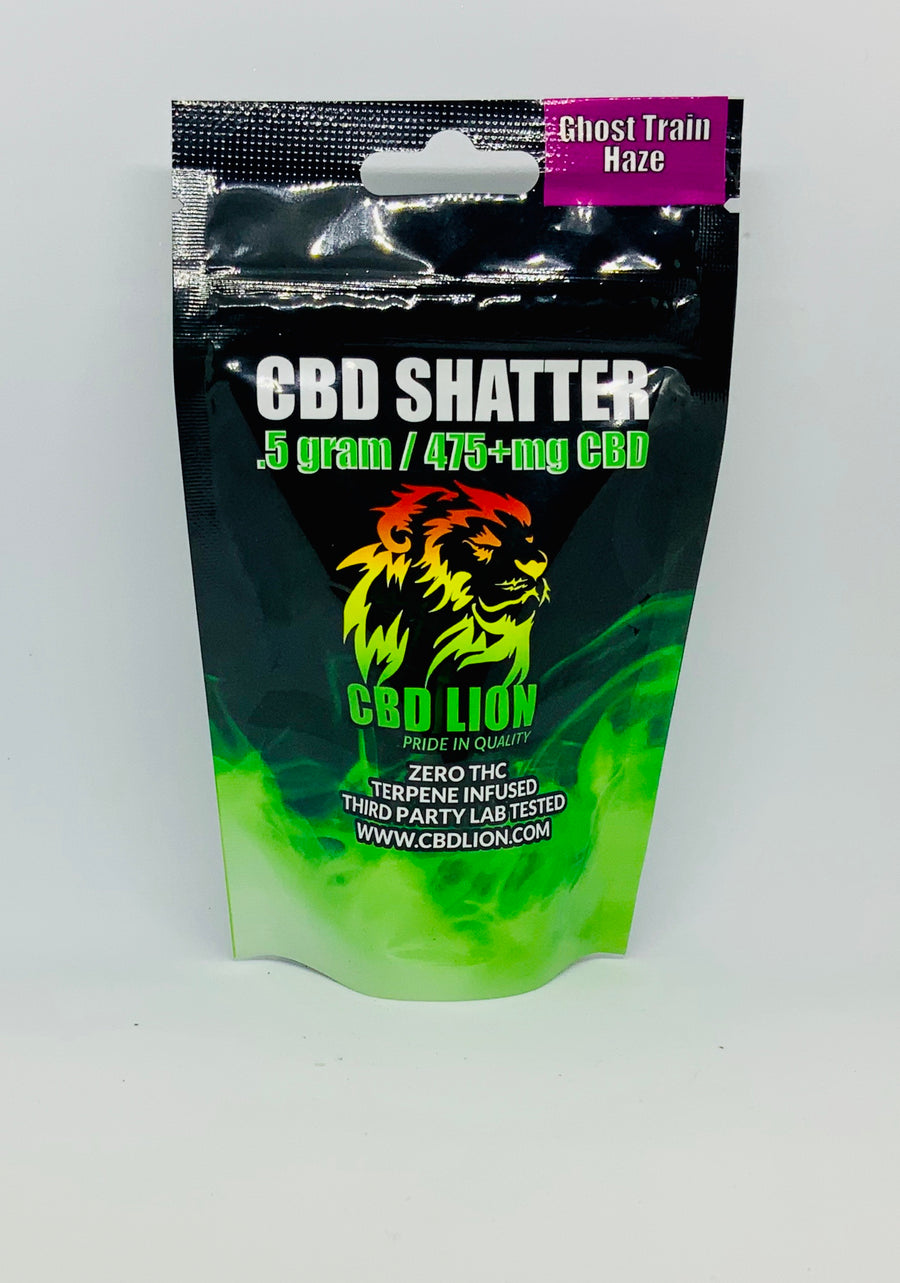 Ghost Train
Haze
CBD SHATTER
.5 gram / 475+mg CBD
CBD LION
PRIDE IN QUALITY
ZERO THC
TERPENE INFUSED
THIRD PARTY LAB TESTED
WWW.CBDLION.COM